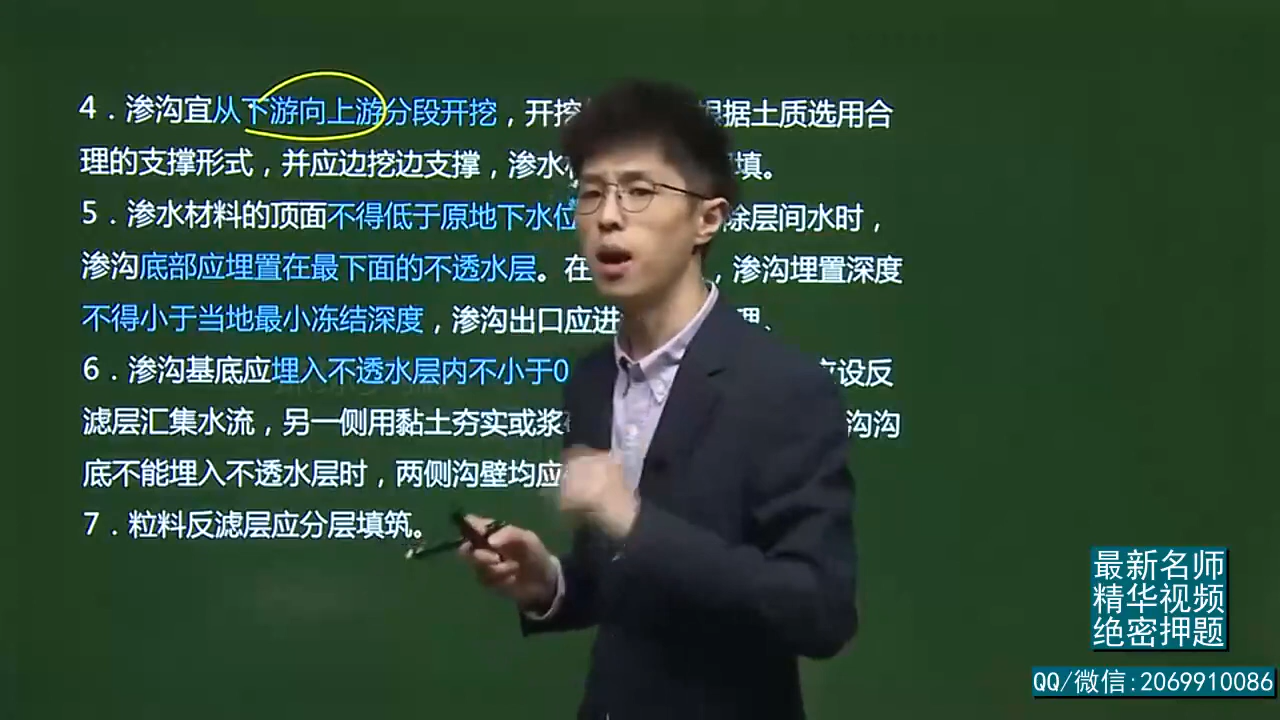 4．渗沟宜从下游向上游分段开挖，开挖 根据土质选用合
理的支撑形式，并应边挖边支撑，渗水 填。
5．渗水材料的顶面不得低于原地下水位 除层间水时，
渗沟底部应埋置在最下面的不透水层。在 ，渗沟埋置深度
不得小于当地最小冻结深度，渗沟出口应进 理、
6．渗沟基底应埋入不透水层内不小于0 应设反
滤层汇集水流，另一侧用黏土夯实或浆 沟沟
底不能埋入不透水层时，两侧沟壁均应
7．粒料反滤层应分层填筑。
最新名师
精华视频
绝密押题
QQ/微信:2069910086